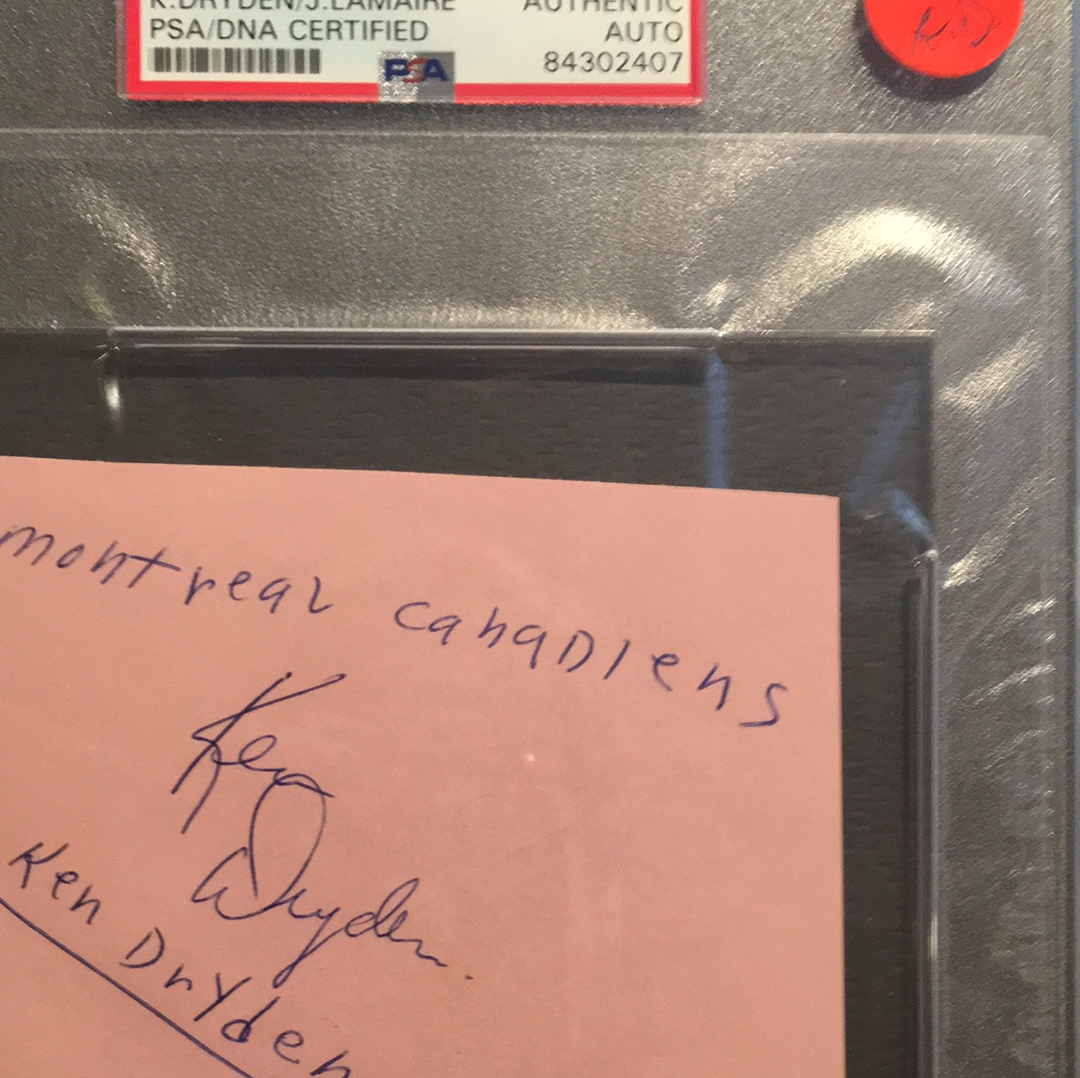 K.DRYDEN/J.LAMAIRE AUTHENTIC
PSA/DNA CERTIFIED AUTO
PSA 84302407
montreal canadiens
Ken
Dryden.
Ken Dryden